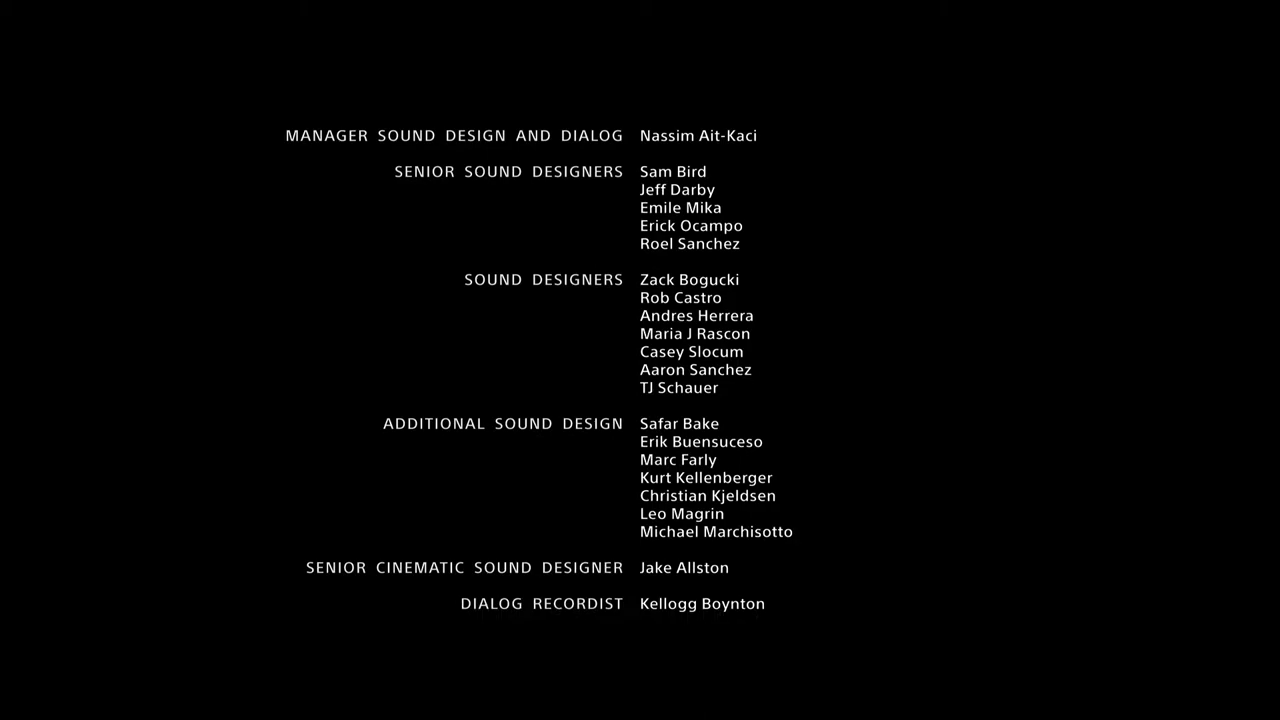 MANAGER SOUND DESIGN AND DIALOG Nassim Ait-Kaci
SENIOR SOUND DESIGNERS Sam Bird
Jeff Darby
Emile Mika
Erick Ocampo
Roel Sanchez
SOUND DESIGNERS Zack Bogucki
Rob Castro
Andres Herrera
Maria J Rascon
Casey Slocum
Aaron Sanchez
TJ Schauer
ADDITIONAL SOUND DESIGN Safar Bake
Erik Buensuceso
Marc Farly
Kurt Kellenberger
Christian Kjeldsen
Leo Magrin
Michael Marchisotto
SENIOR CINEMATIC SOUND DESIGNER Jake Allston
DIALOG RECORDIST Kellogg Boynton